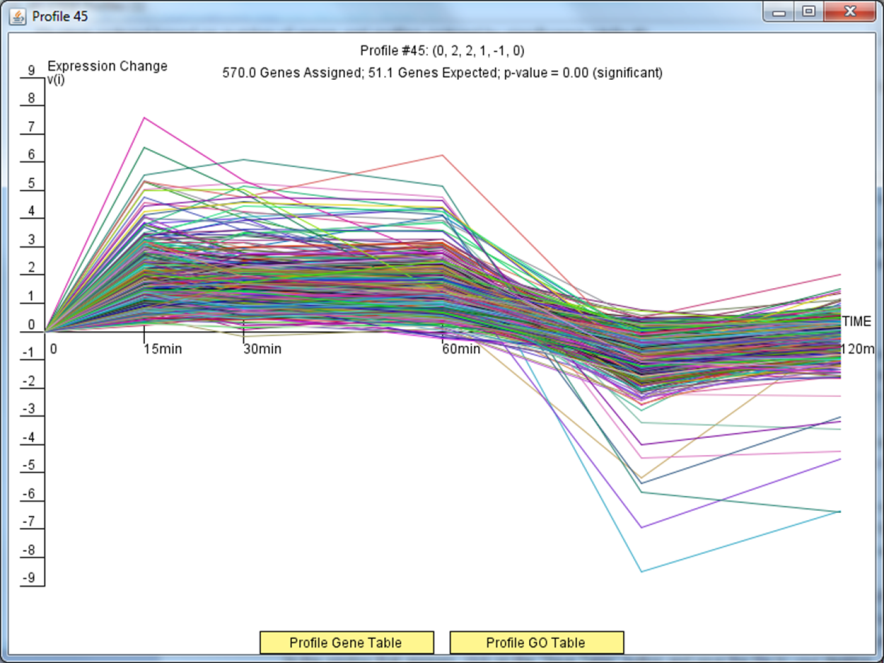 Profile 45
Profile #45: (0, 2, 2, 1, -1, 0)
570.0 Genes Assigned; 51.1 Genes Expected; p-value = 0.00 (significant)
Expression Change
v(i)
9
8
7
6
5
4
3
2
1
0
-1
-2
-3
-4
-5
-6
-7
-8
-9
0
15min
30min
60min
TIME
120m
Profile Gene Table
Profile GO Table